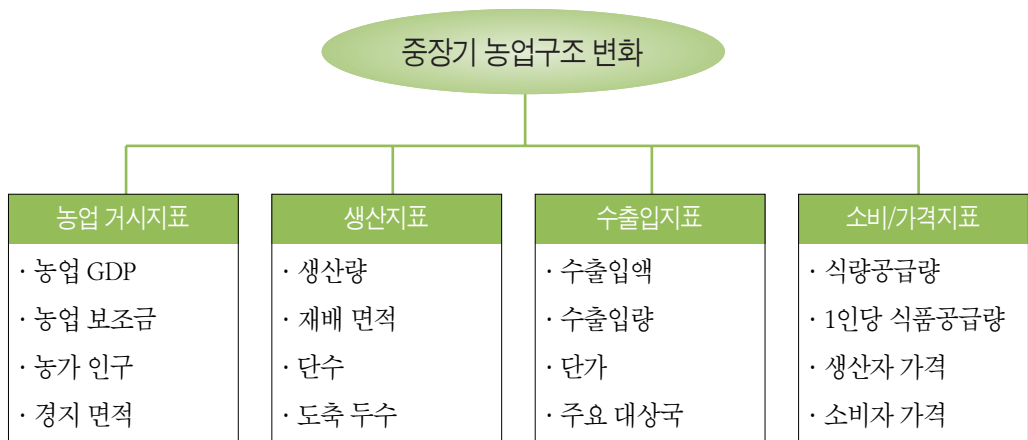 중장기 농업구조 변화
농업 거시지표
· 농업 GDP
· 농업 보조금
· 농가 인구
· 경지 면적
생산지표
· 생산량
· 재배 면적
· 단수
· 도축 두수
수출입지표
· 수출입액
· 수출입량
· 단가
· 주요 대상국
소비/가격지표
· 식량공급량
· 1인당 식품공급량
· 생산자 가격
· 소비자 가격